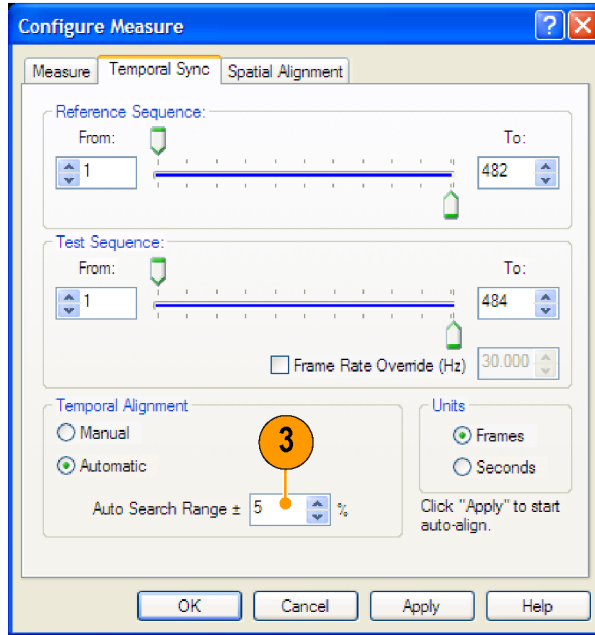 Configure Measure
Measure Temporal Sync Spatial Alignment
Reference Sequence:
From: To:
1 482
Test Sequence:
From: To:
1 484
Frame Rate Override (Hz) 30.000
Temporal Alignment
Manual
Automatic
3
Auto Search Range ± 5 %
Units
Frames
Seconds
Click "Apply" to start
auto-align.
OK Cancel Apply Help